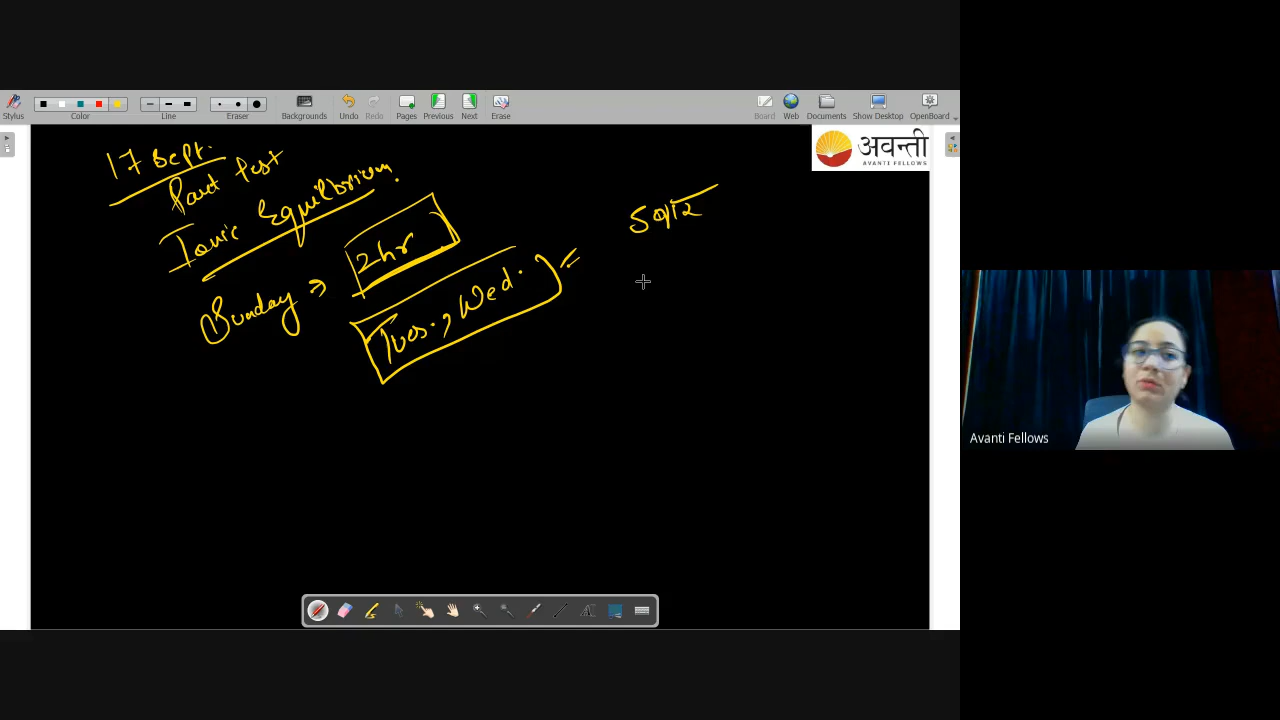 Stylus
Color
Line
Eraser
Backgrounds
Undo
Redo
Pages
Previous
Next
Erase
Board
Web
Documents
Show Desktop
OpenBoard
अवन्ती
AVANTI FELLOWS
17 Sept.
Part Test
Ionic Equilibrium.
Sunday ⇒ 2hr
Tues., Wed. =
Avanti Fellows